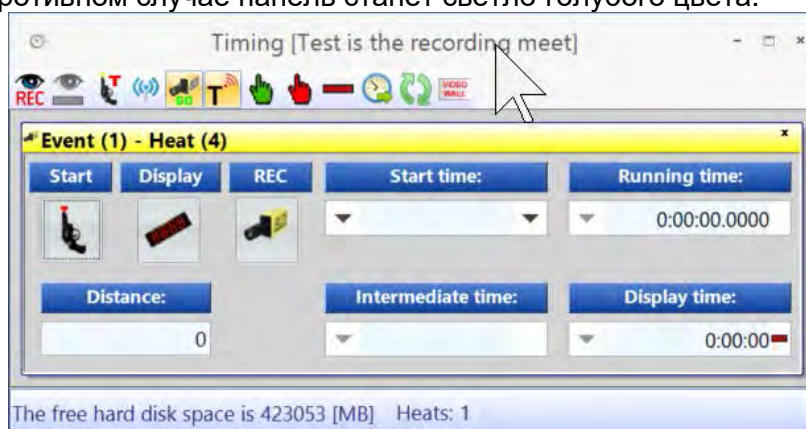 ротивном случае панель станет светло голубого цвета.
Timing [Test is the recording meet]
REC GO T VIDEO WALL
Event (1) - Heat (4)
Start Display REC Start time: Running time:
0:00:00.0000
Distance: Intermediate time: Display time:
0 0:00:00
The free hard disk space is 423053 [MB] Heats: 1